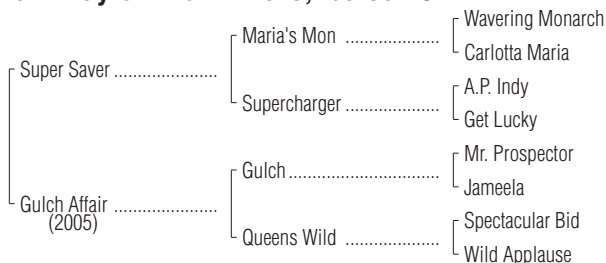 Wavering Monarch
Maria's Mon ....................
Carlotta Maria
Super Saver ......................
A.P. Indy
Supercharger ....................
Get Lucky
Mr. Prospector
Gulch ................................
Jameela
Gulch Affair ......................
(2005)
Spectacular Bid
Queens Wild ....................
Wild Applause